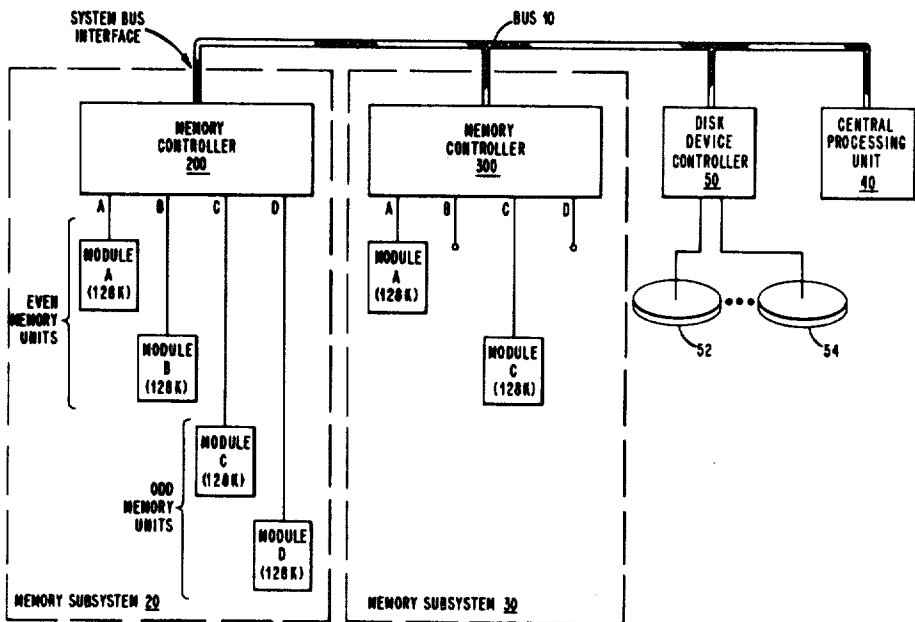 SYSTEM BUS
INTERFACE
BUS 10
MEMORY
CONTROLLER
200
A B C D
MEMORY
CONTROLLER
300
A B C D
DISK
DEVICE
CONTROLLER
50
CENTRAL
PROCESSING
UNIT
40
EVEN
MEMORY
UNITS
MODULE
A
(128K)
MODULE
B
(128K)
MODULE
C
(128K)
MODULE
D
(128K)
ODD
MEMORY
UNITS
MODULE
A
(128K)
MODULE
C
(128K)
52
54
MEMORY SUBSYSTEM 20
MEMORY SUBSYSTEM 30